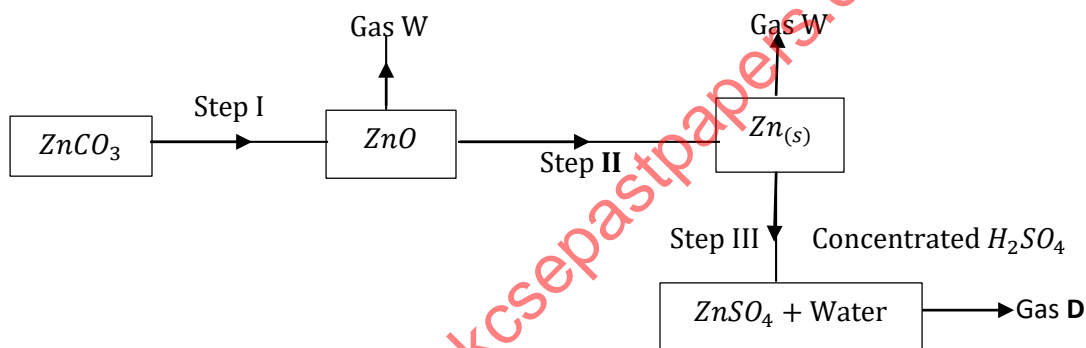 Gas W
Gas W
Step I
ZnCO₃
ZnO
Zn₍ₛ₎
Step II
Step III
Concentrated H₂SO₄
ZnSO₄ + Water
Gas D
kcsepastpapers.c